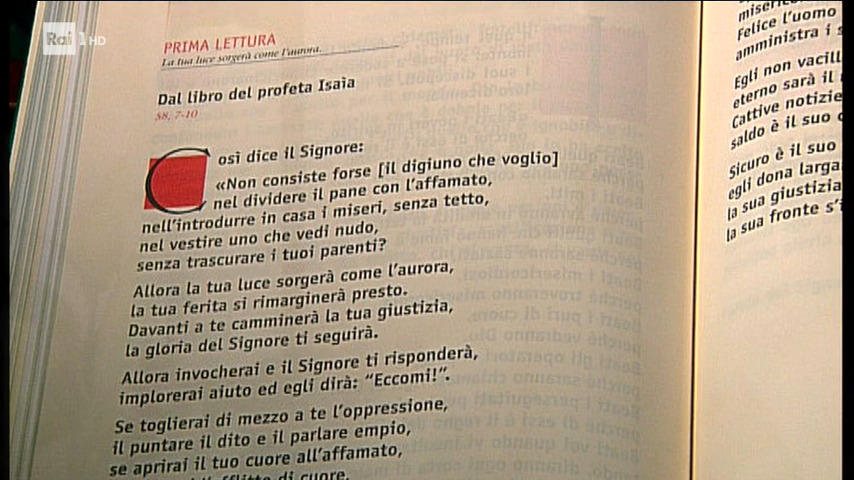 Rai 1 HD
PRIMA LETTURA
La tua luce sorgerà come l'aurora.
Dal libro del profeta Isaìa
58, 7-10
Così dice il Signore:
«Non consiste forse [il digiuno che voglio]
nel dividere il pane con l'affamato,
nell'introdurre in casa i miseri, senza tetto,
nel vestire uno che vedi nudo,
senza trascurare i tuoi parenti?
Allora la tua luce sorgerà come l'aurora,
la tua ferita si rimarginerà presto.
Davanti a te camminerà la tua giustizia,
la gloria del Signore ti seguirà.
Allora invocherai e il Signore ti risponderà,
implorerai aiuto ed egli dirà: “Eccomi!”.
Se toglierai di mezzo a te l'oppressione,
il puntare il dito e il parlare empio,
se aprirai il tuo cuore all'affamato,
di cuore,
Felice l'uomo
amministra i s
Egli non vacill
eterno sarà il
Cattive notizie
saldo è il suo
Sicuro è il suo
egli dona larga
la sua giustizia
la sua fronte s'i